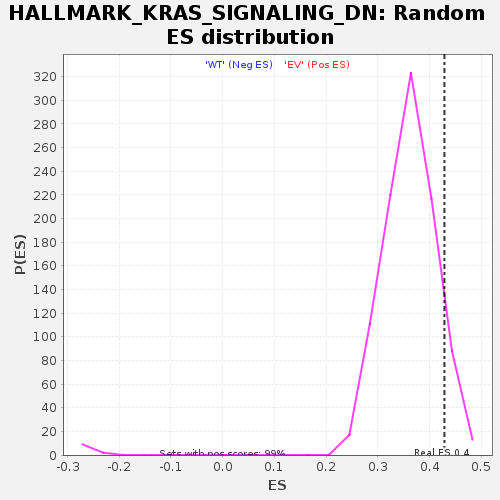 HALLMARK_KRAS_SIGNALING_DN: Random
ES distribution
'WT' (Neg ES) 'EV' (Pos ES)
320
300
280
260
240
220
200
180
160
140
120
100
80
60
40
20
0
P(ES)
Sets with pos scores: 99%
Real ES 0.4
-0.3 -0.2 -0.1 0.0 0.1 0.2 0.3 0.4 0.5
ES